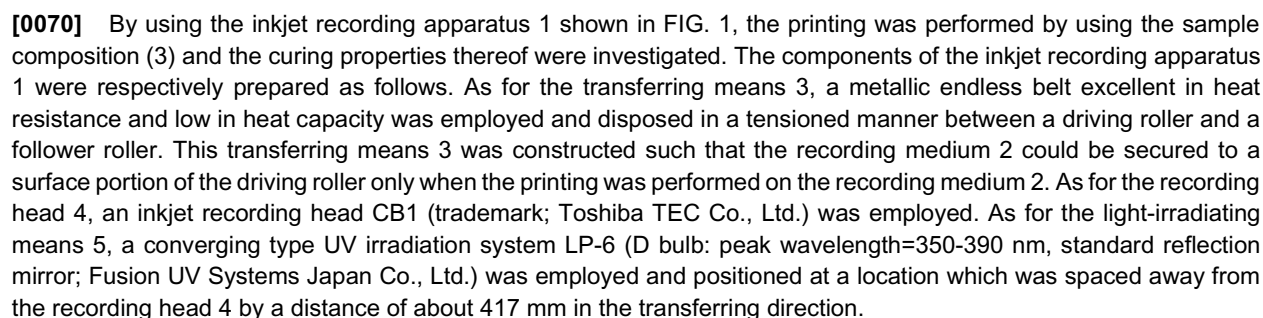 [0070] By using the inkjet recording apparatus 1 shown in FIG. 1, the printing was performed by using the sample
composition (3) and the curing properties thereof were investigated. The components of the inkjet recording apparatus
1 were respectively prepared as follows. As for the transferring means 3, a metallic endless belt excellent in heat
resistance and low in heat capacity was employed and disposed in a tensioned manner between a driving roller and a
follower roller. This transferring means 3 was constructed such that the recording medium 2 could be secured to a
surface portion of the driving roller only when the printing was performed on the recording medium 2. As for the recording
head 4, an inkjet recording head CB1 (trademark; Toshiba TEC Co., Ltd.) was employed. As for the light-irradiating
means 5, a converging type UV irradiation system LP-6 (D bulb: peak wavelength=350-390 nm, standard reflection
mirror; Fusion UV Systems Japan Co., Ltd.) was employed and positioned at a location which was spaced away from
the recording head 4 by a distance of about 417 mm in the transferring direction.